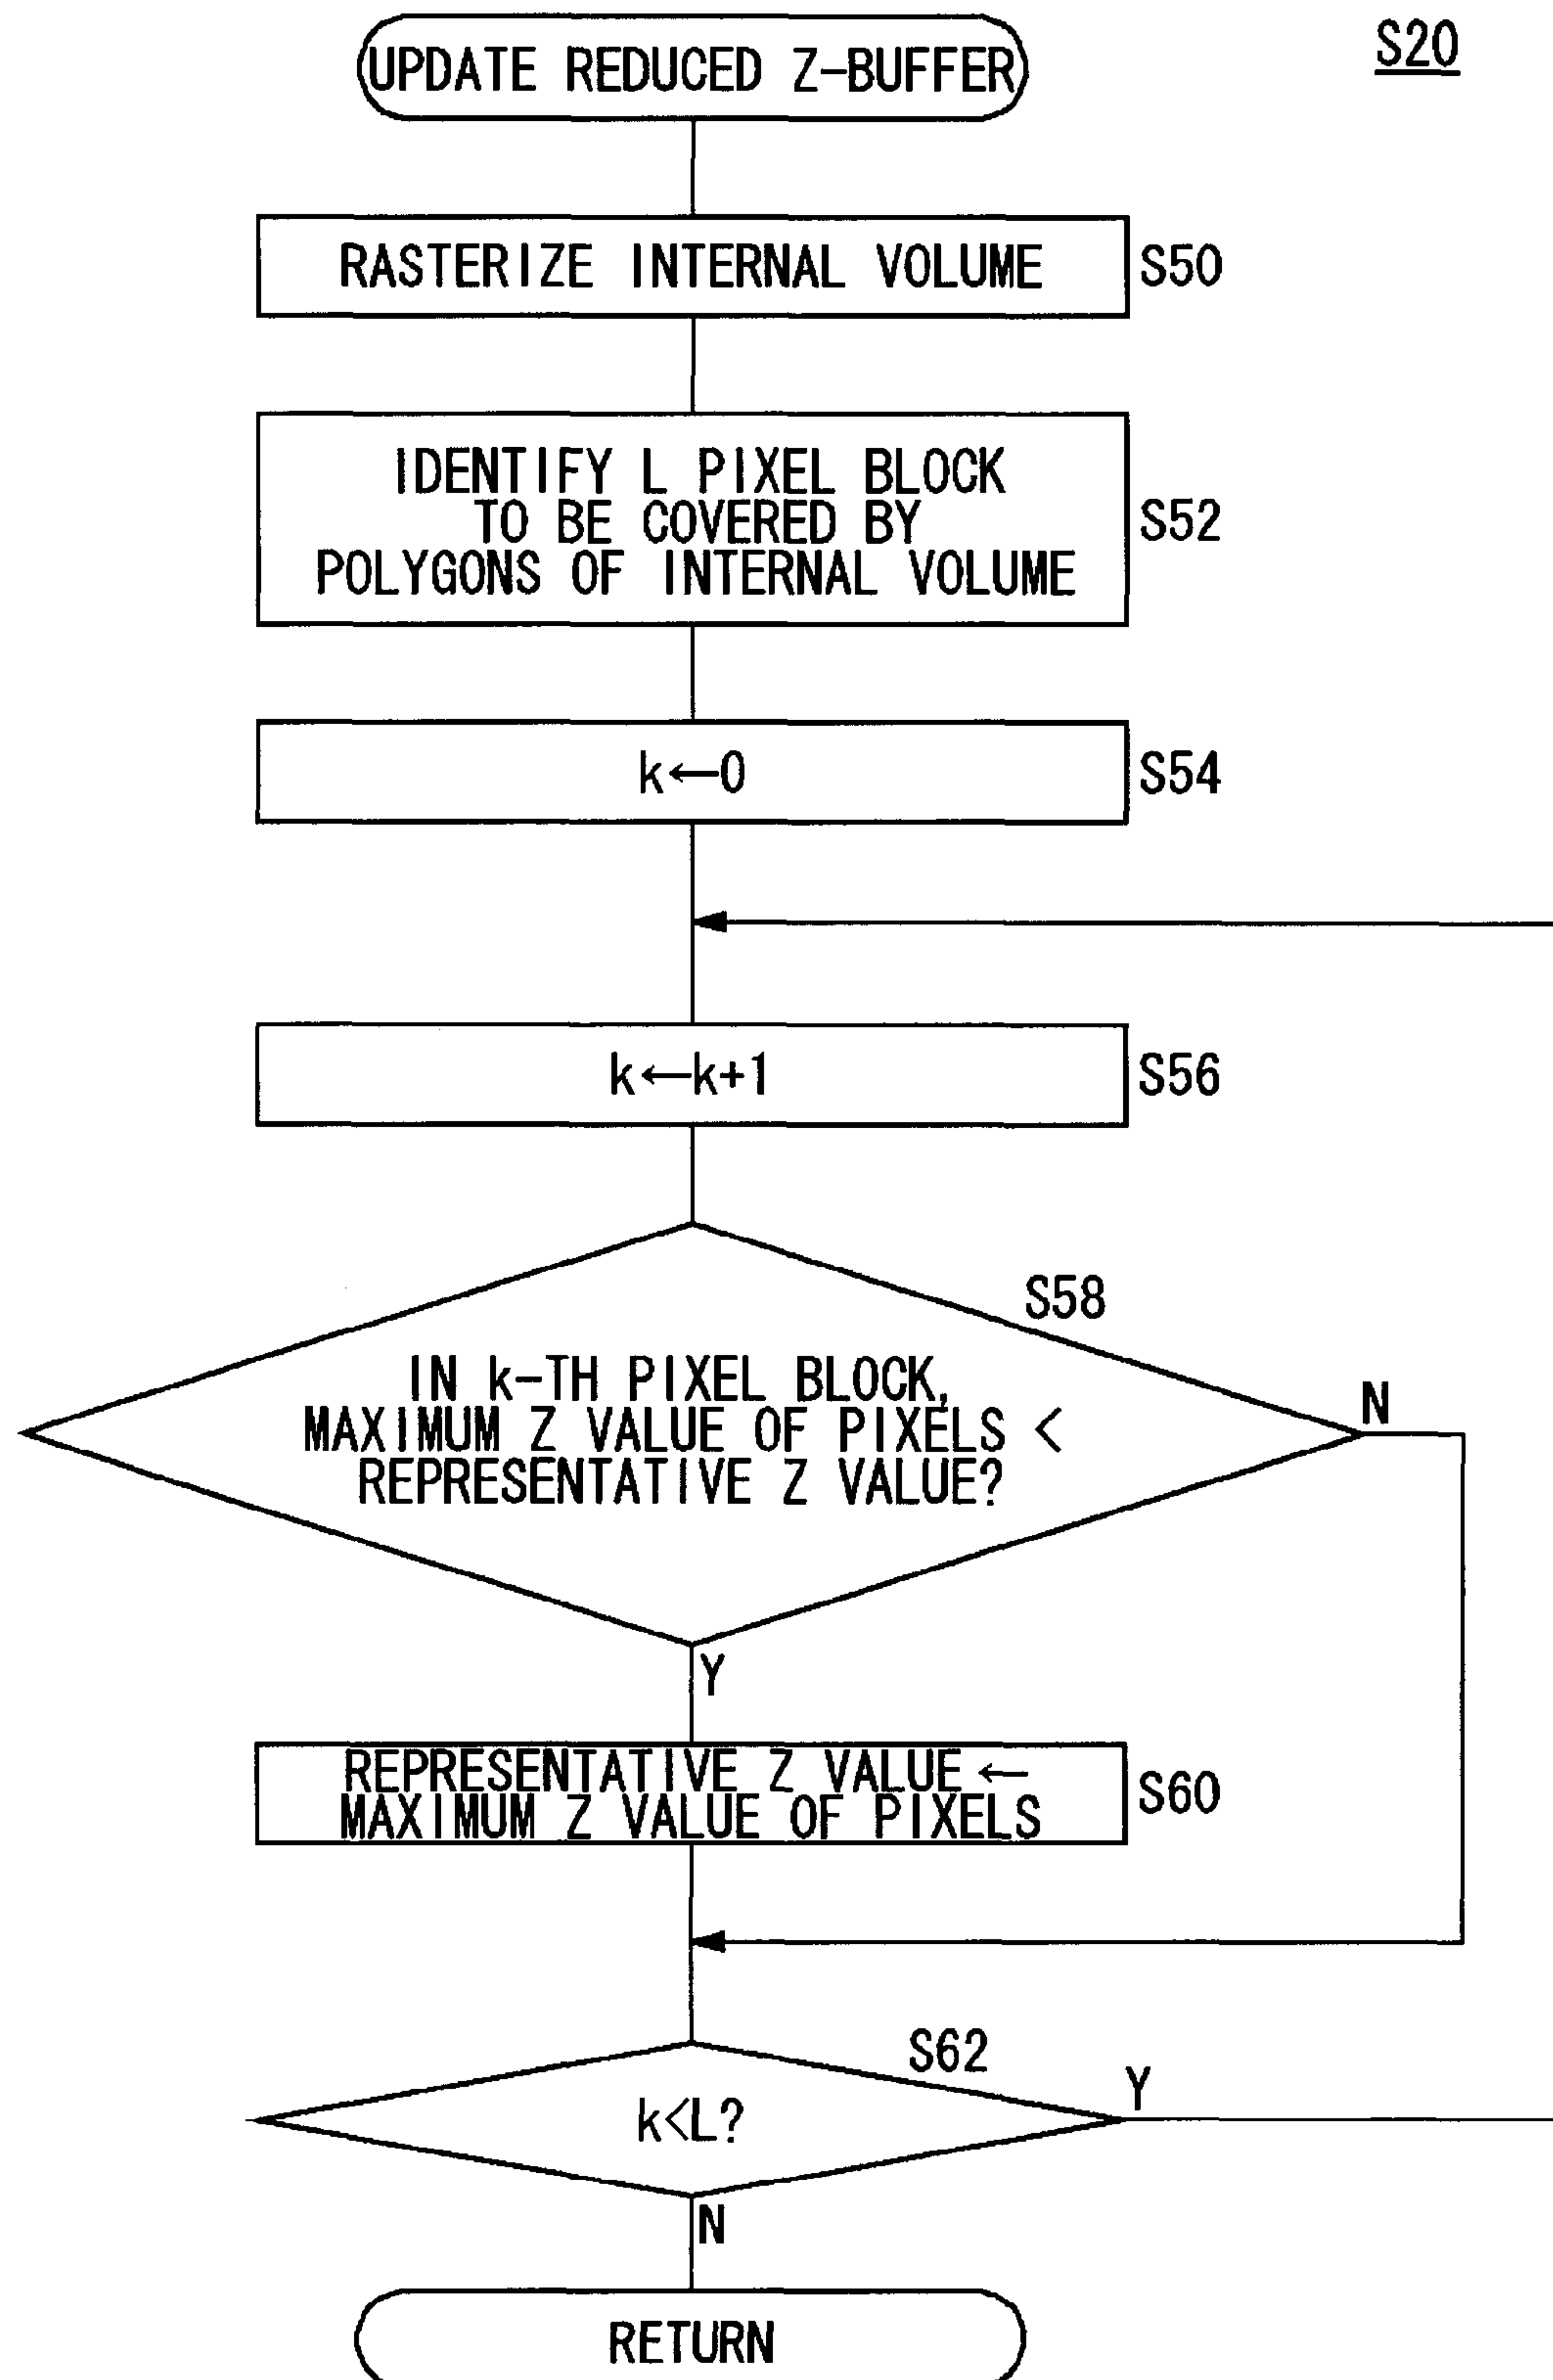 S20
UPDATE REDUCED Z-BUFFER
RASTERIZE INTERNAL VOLUME
S50
IDENTIFY L PIXEL BLOCK
TO BE COVERED BY
POLYGONS OF INTERNAL VOLUME
S52
k←0
S54
k←k+1
S56
S58
IN k-TH PIXEL BLOCK,
MAXIMUM Z VALUE OF PIXELS <
REPRESENTATIVE Z VALUE?
N
Y
REPRESENTATIVE Z VALUE ←
MAXIMUM Z VALUE OF PIXELS
S60
S62
k<L?
Y
N
RETURN